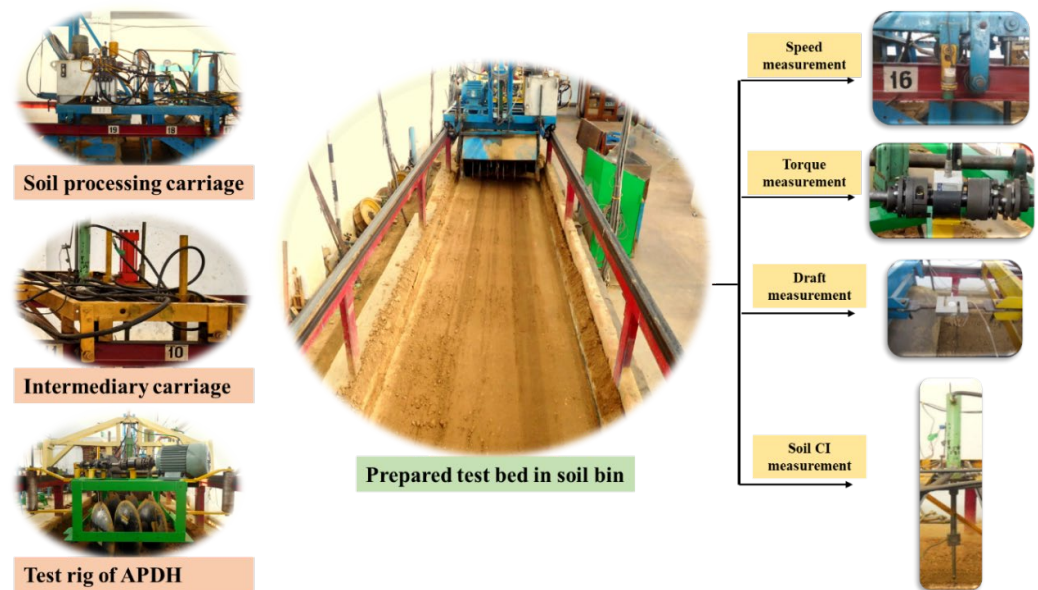 19
18
Soil processing carriage
10
Intermediary carriage
Test rig of APDH
Prepared test bed in soil bin
Speed
measurement
16
Torque
measurement
Draft
measurement
Soil CI
measurement